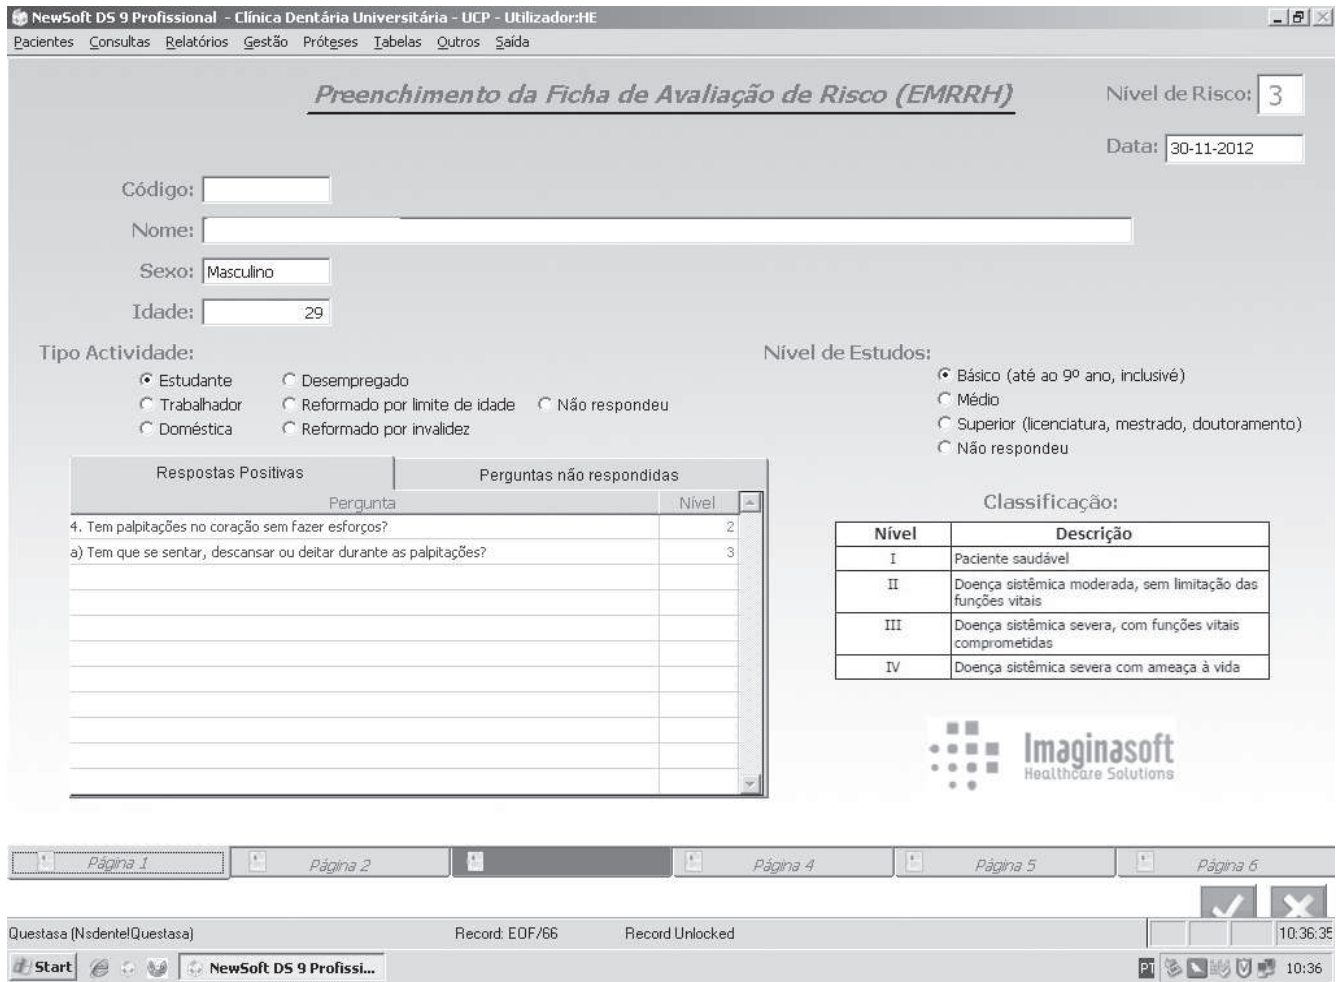 NewSoft DS 9 Profissional - Clínica Dentária Universitária - UCP - Utilizador:HE
Pacientes Consultas Relatórios Gestão Próteses Tabelas Outros Saída
Preenchimento da Ficha de Avaliação de Risco (EMRRH)
Nível de Risco: 3
Data: 30-11-2012
Código:
Nome:
Sexo: Masculino
Idade: 29
Tipo Actividade:
Estudante Desempregado
Trabalhador Reformado por limite de idade Não respondeu
Doméstica Reformado por invalidez
Nível de Estudos:
Básico (até ao 9º ano, inclusivé)
Médio
Superior (licenciatura, mestrado, doutoramento)
Não respondeu
Respostas Positivas Perguntas não respondidas
Pergunta Nível
4. Tem palpitações no coração sem fazer esforços? 2
a) Tem que se sentar, descansar ou deitar durante as palpitações? 3
Classificação:
Nível Descrição
I Paciente saudável
II Doença sistêmica moderada, sem limitação das
funções vitais
III Doença sistêmica severa, com funções vitais
comprometidas
IV Doença sistêmica severa com ameaça à vida
Imaginasoft
Healthcare Solutions
Página 1 Página 2 Página 4 Página 5 Página 6
Questasa (Nsdente!Questasa) Record: EOF/66 Record Unlocked 10:36:35
Start NewSoft DS 9 Profissi... PT 10:36